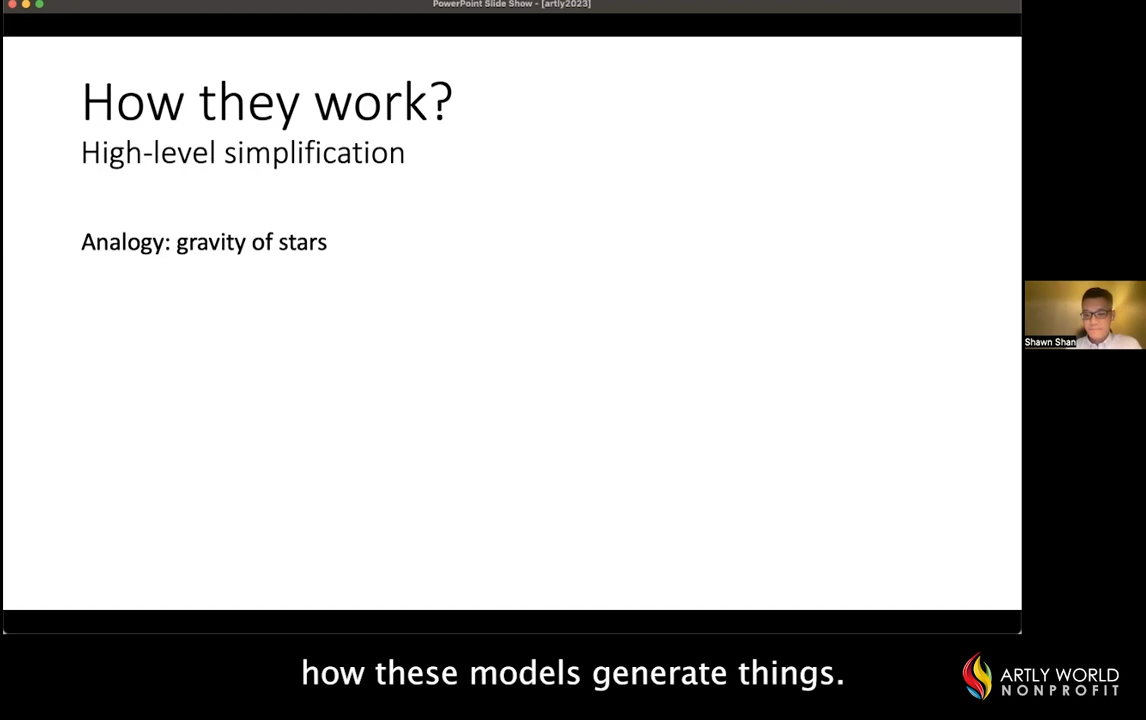 PowerPoint Slide Show - [artly2023]
How they work?
High-level simplification
Analogy: gravity of stars
Shawn Shan
how these models generate things.
ARTLY WORLD
NONPROFIT